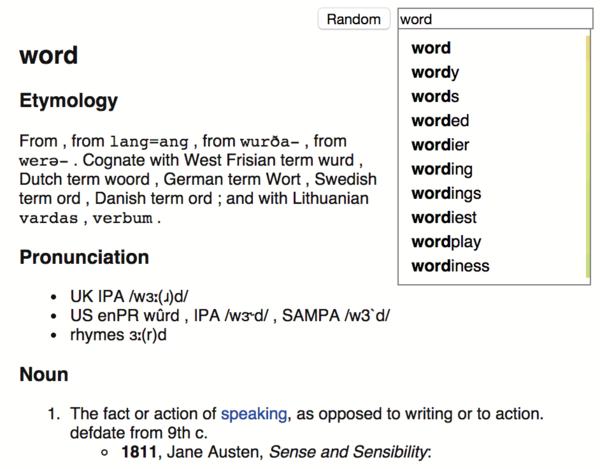 Random
word
word
wordy
words
worded
wordier
wording
wordings
wordiest
wordplay
wordiness
word
Etymology
From , from lang=ang , from wurða- , from
werə- . Cognate with West Frisian term wurd ,
Dutch term woord , German term Wort , Swedish
term ord , Danish term ord ; and with Lithuanian
vardas , verbum .
Pronunciation
• UK IPA /wɜː(ɹ)d/
• US enPR wûrd , IPA /wɝd/ , SAMPA /w3`d/
• rhymes ɜː(r)d
Noun
1. The fact or action of speaking, as opposed to writing or to action.
defdate from 9th c.
◦ 1811, Jane Austen, Sense and Sensibility: